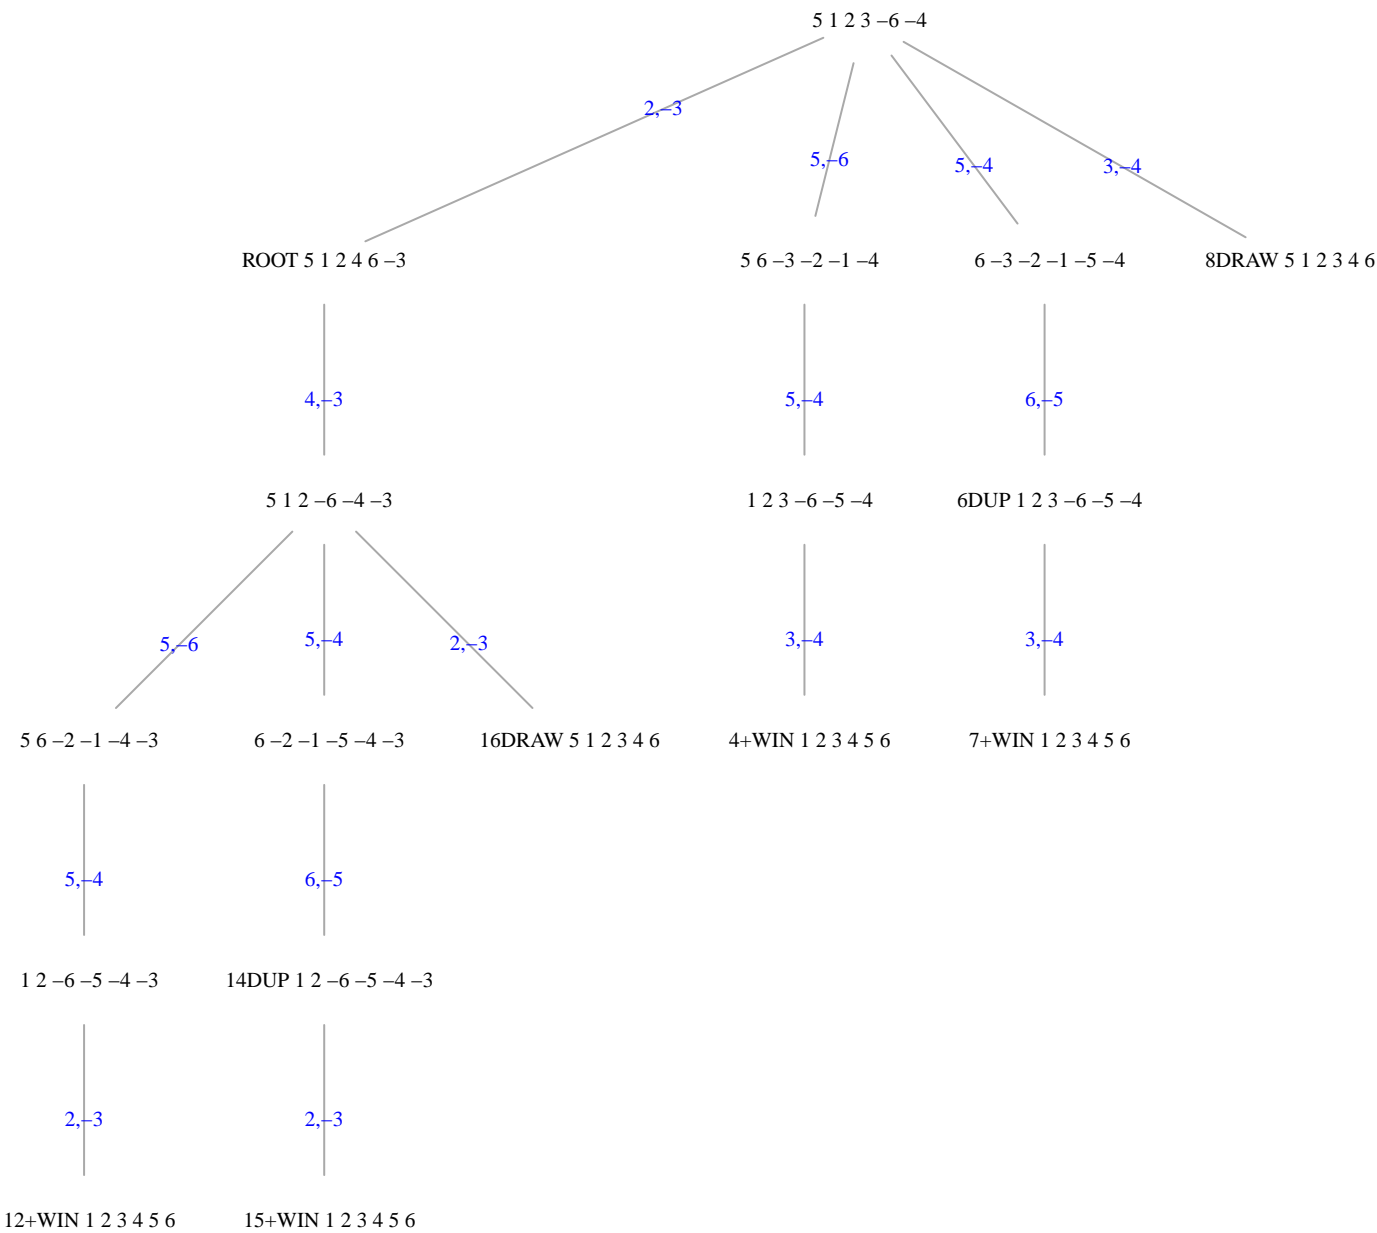 5 1 2 3 –6 –4
2,–3
5,–6
5,–4
3,–4
ROOT 5 1 2 4 6 –3
5 6 –3 –2 –1 –4
6 –3 –2 –1 –5 –4
8DRAW 5 1 2 3 4 6
4,–3
5,–4
6,–5
5 1 2 –6 –4 –3
1 2 3 –6 –5 –4
6DUP 1 2 3 –6 –5 –4
5,–6
5,–4
2,–3
3,–4
3,–4
5 6 –2 –1 –4 –3
6 –2 –1 –5 –4 –3
16DRAW 5 1 2 3 4 6
4+WIN 1 2 3 4 5 6
7+WIN 1 2 3 4 5 6
5,–4
6,–5
1 2 –6 –5 –4 –3
14DUP 1 2 –6 –5 –4 –3
2,–3
2,–3
12+WIN 1 2 3 4 5 6
15+WIN 1 2 3 4 5 6